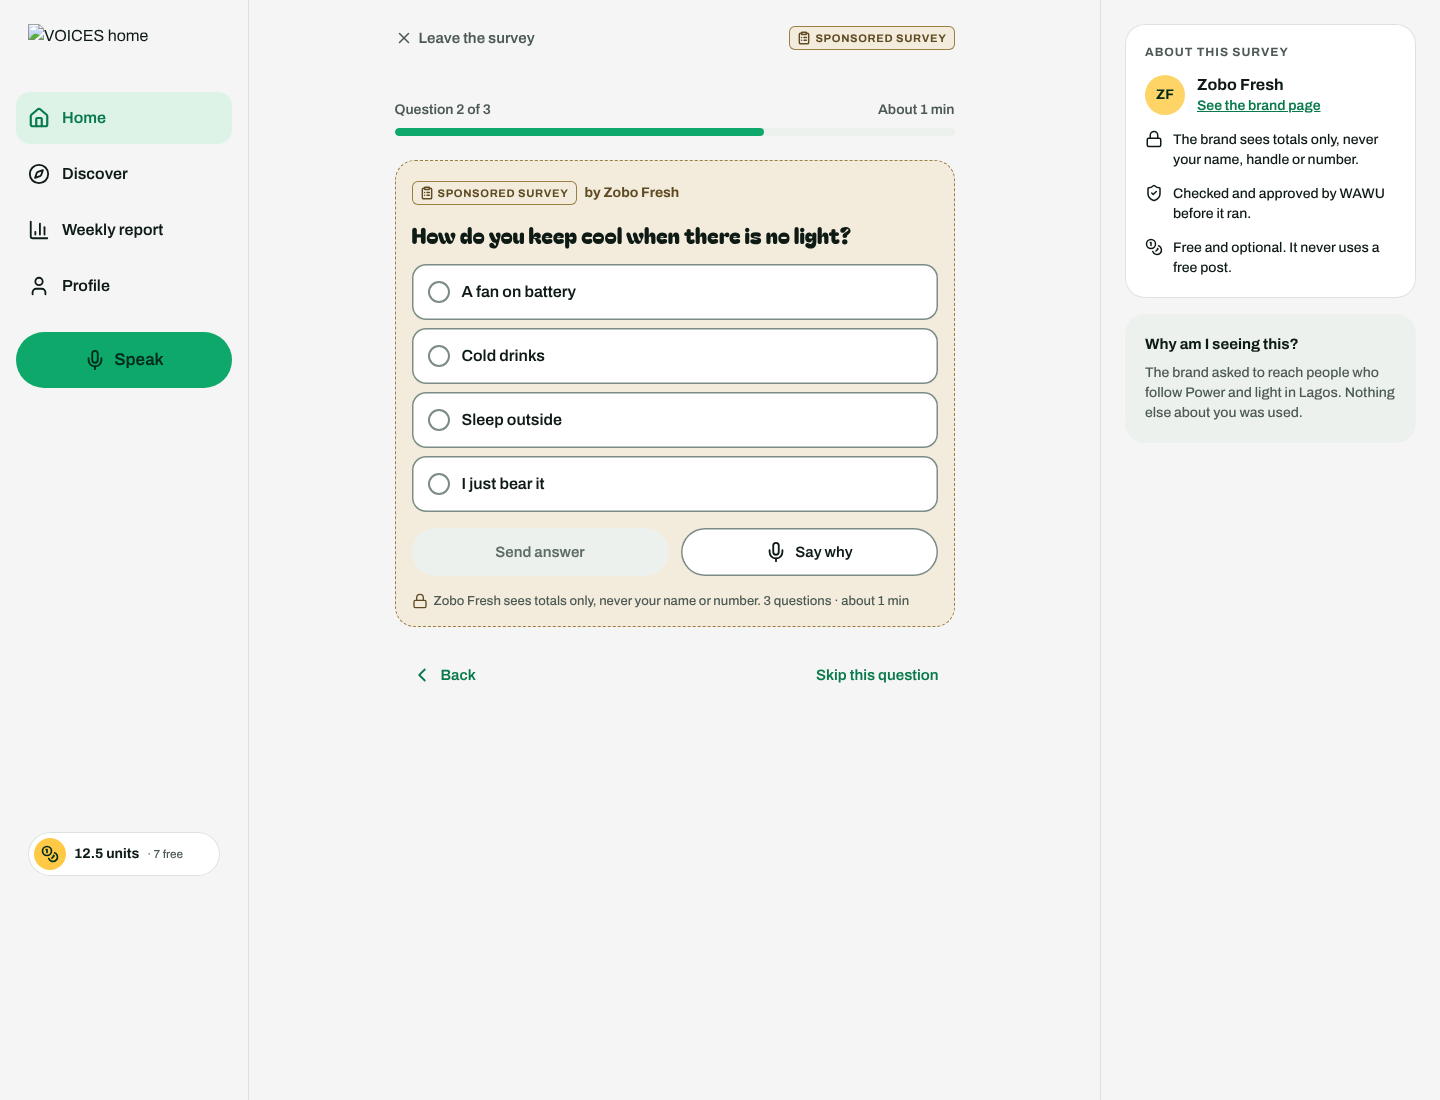 VOICES home
Home
Discover
Weekly report
Profile
Speak
12.5 units · 7 free
Leave the survey
SPONSORED SURVEY
Question 2 of 3
About 1 min
SPONSORED SURVEY by Zobo Fresh
How do you keep cool when there is no light?
A fan on battery
Cold drinks
Sleep outside
I just bear it
Send answer
Say why
Zobo Fresh sees totals only, never your name or number. 3 questions · about 1 min
Back
Skip this question
ABOUT THIS SURVEY
ZF
Zobo Fresh
See the brand page
The brand sees totals only, never
your name, handle or number.
Checked and approved by WAWU
before it ran.
Free and optional. It never uses a
free post.
Why am I seeing this?
The brand asked to reach people who
follow Power and light in Lagos. Nothing
else about you was used.